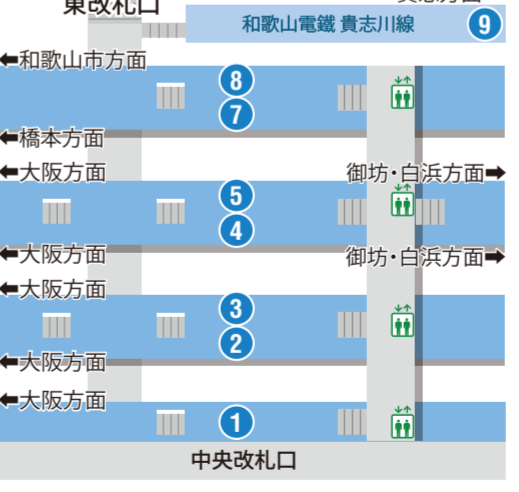 東改札口
和歌山電鐵 貴志川線
9
←和歌山市方面
8
7
←橋本方面
←大阪方面
御坊・白浜方面→
5
4
←大阪方面
御坊・白浜方面→
←大阪方面
3
2
←大阪方面
←大阪方面
1
中央改札口